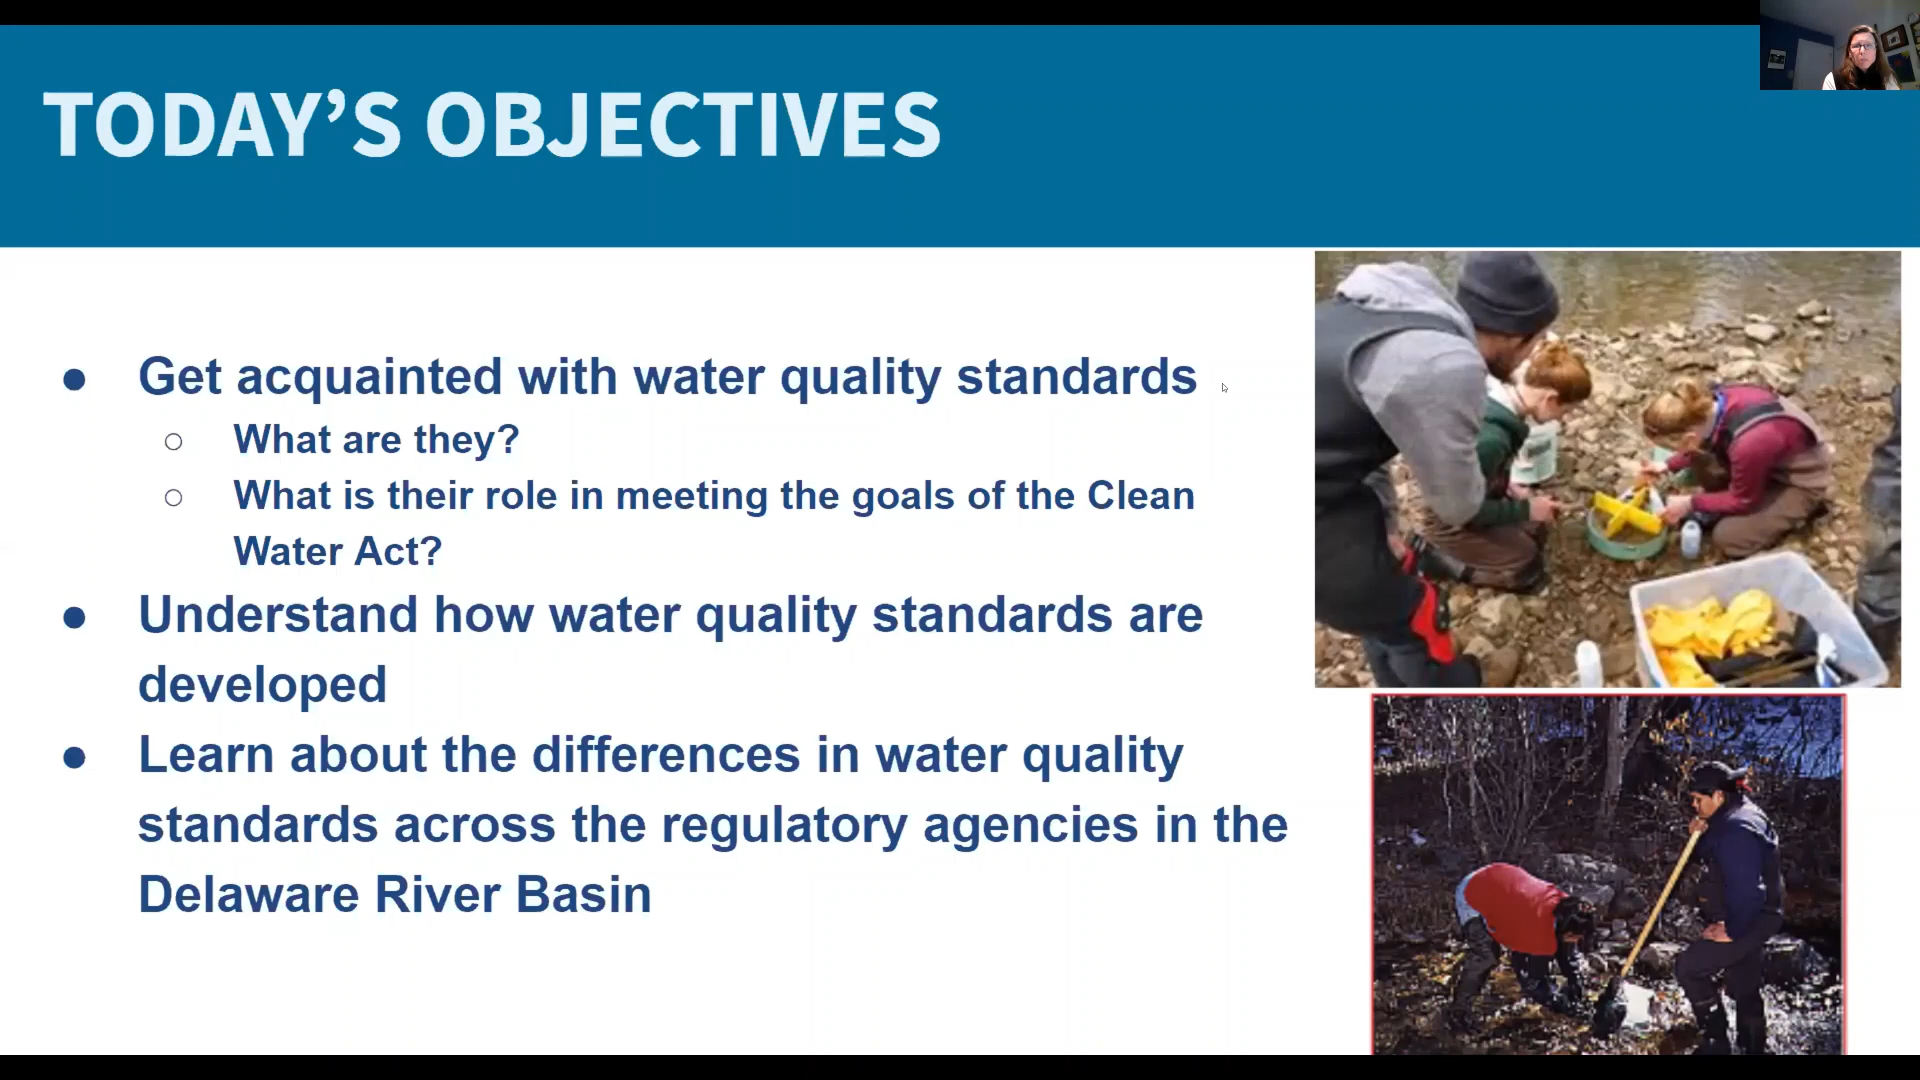 TODAY’S OBJECTIVES
● Get acquainted with water quality standards
○ What are they?
○ What is their role in meeting the goals of the Clean
Water Act?
● Understand how water quality standards are
developed
● Learn about the differences in water quality
standards across the regulatory agencies in the
Delaware River Basin